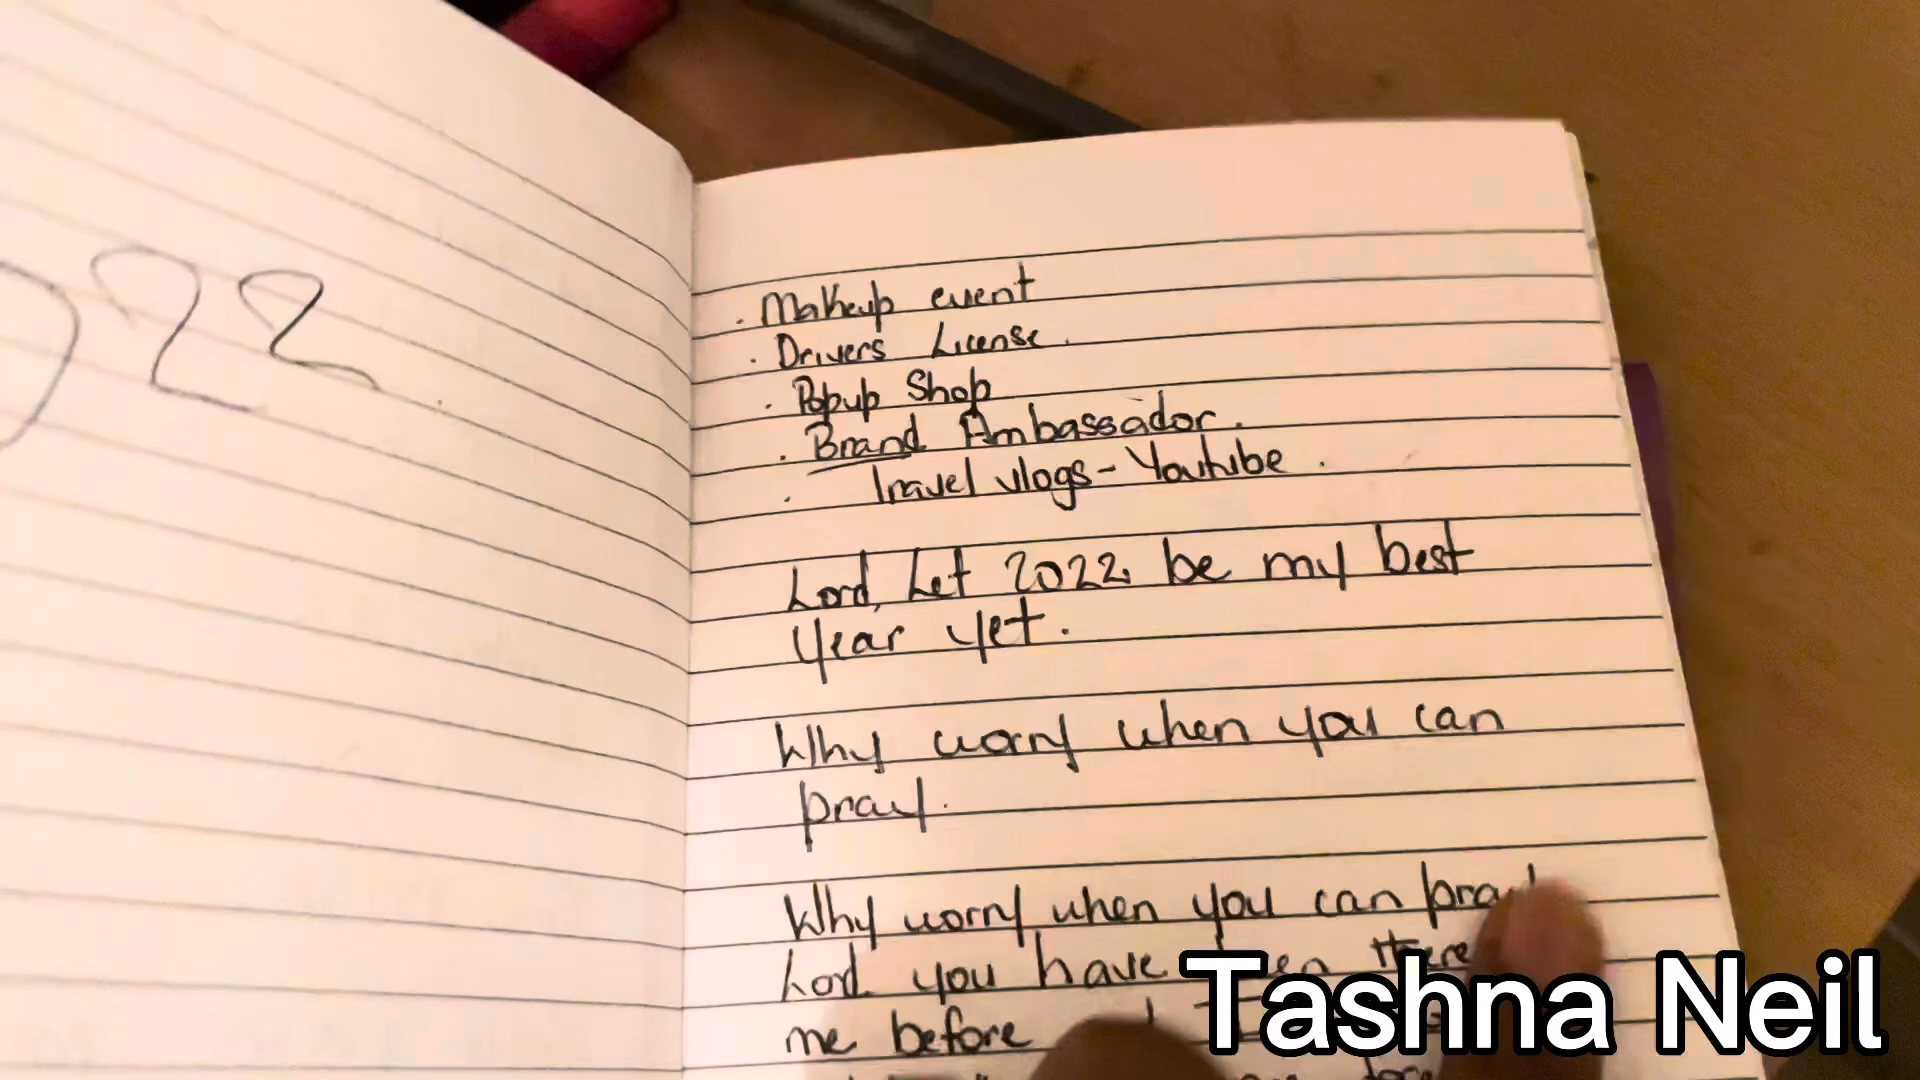 022
. Makeup event
. Drivers License.
. Popup Shop
. Brand Ambassador.
. Travel vlogs - Youtube.
Lord, Let 2022 be my best
Year yet.
Why worry when you can
pray.
Why worry when you can pray
Lord you have there
me before
Tashna Neil